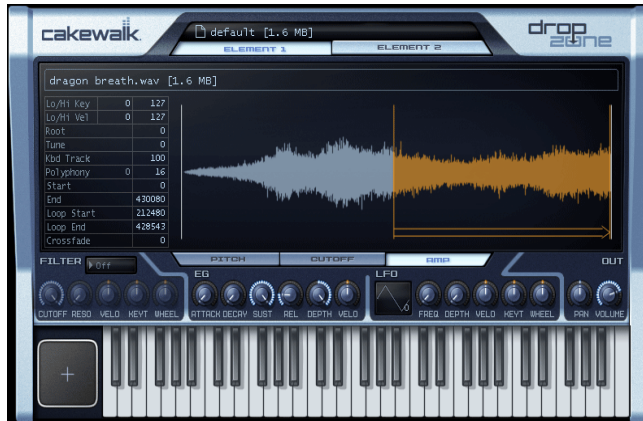 cakewalk.
default [1.6 MB]
drop zone
ELEMENT 1 ELEMENT 2
dragon breath.wav [1.6 MB]
Lo/Hi Key 0 127
Lo/Hi Vel 0 127
Root 0
Tune 0
Kbd Track 100
Polyphony 0 16
Start 0
End 430080
Loop Start 212480
Loop End 428543
Crossfade 0
FILTER Off PITCH CUTOFF AMP OUT
EG LFO
6
CUTOFF RESO VELO KEYT WHEEL ATTACK DECAY SUST REL DEPTH VELO FREQ DEPTH VELO KEYT WHEEL PAN VOLUME